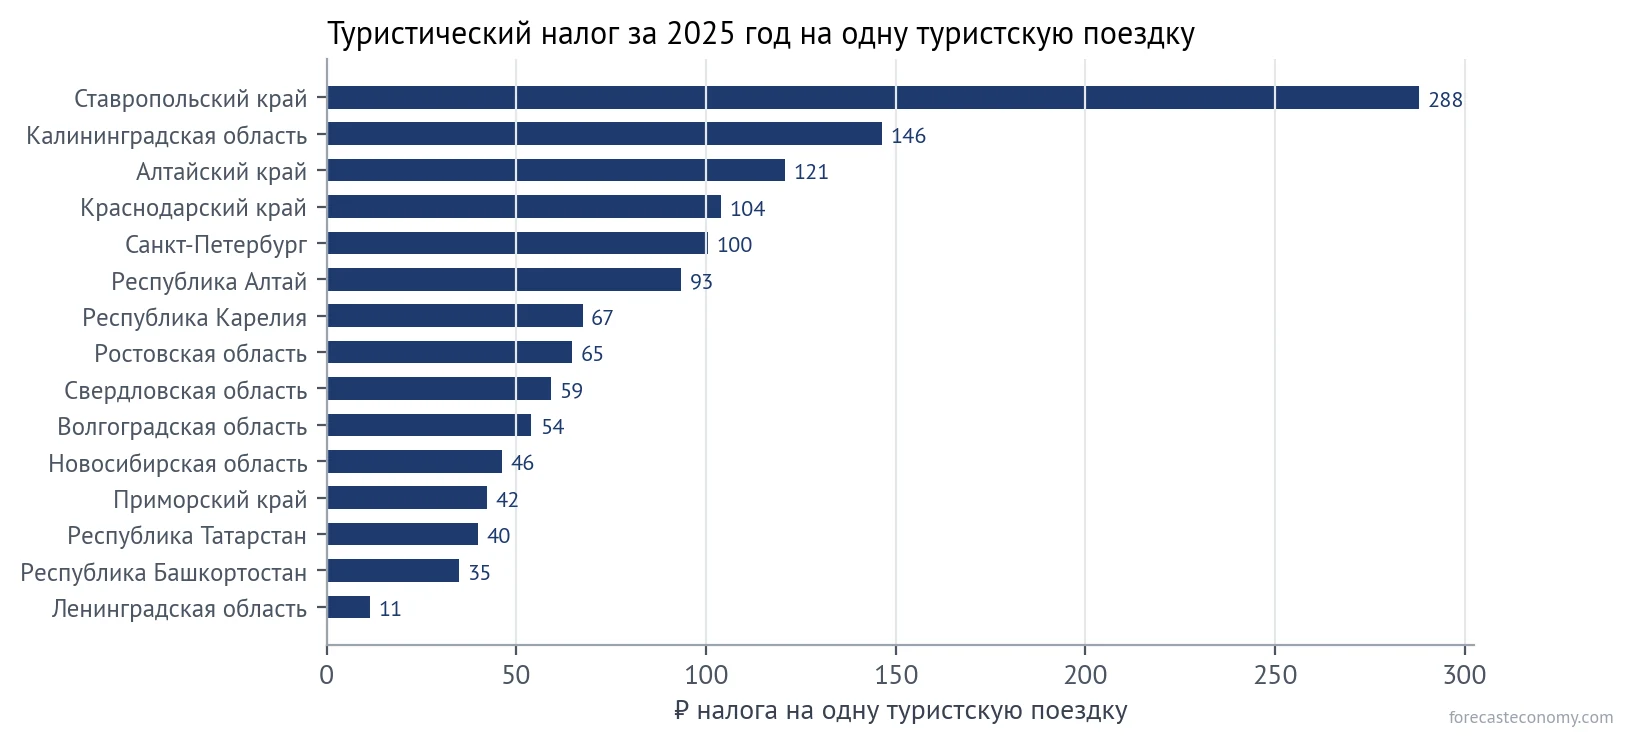 Туристический налог за 2025 год на одну туристскую поездку
Ставропольский край 288
Калининградская область 146
Алтайский край 121
Краснодарский край 104
Санкт-Петербург 100
Республика Алтай 93
Республика Карелия 67
Ростовская область 65
Свердловская область 59
Волгоградская область 54
Новосибирская область 46
Приморский край 42
Республика Татарстан 40
Республика Башкортостан 35
Ленинградская область 11
0 50 100 150 200 250 300
₽ налога на одну туристскую поездку
forecasteconomy.com